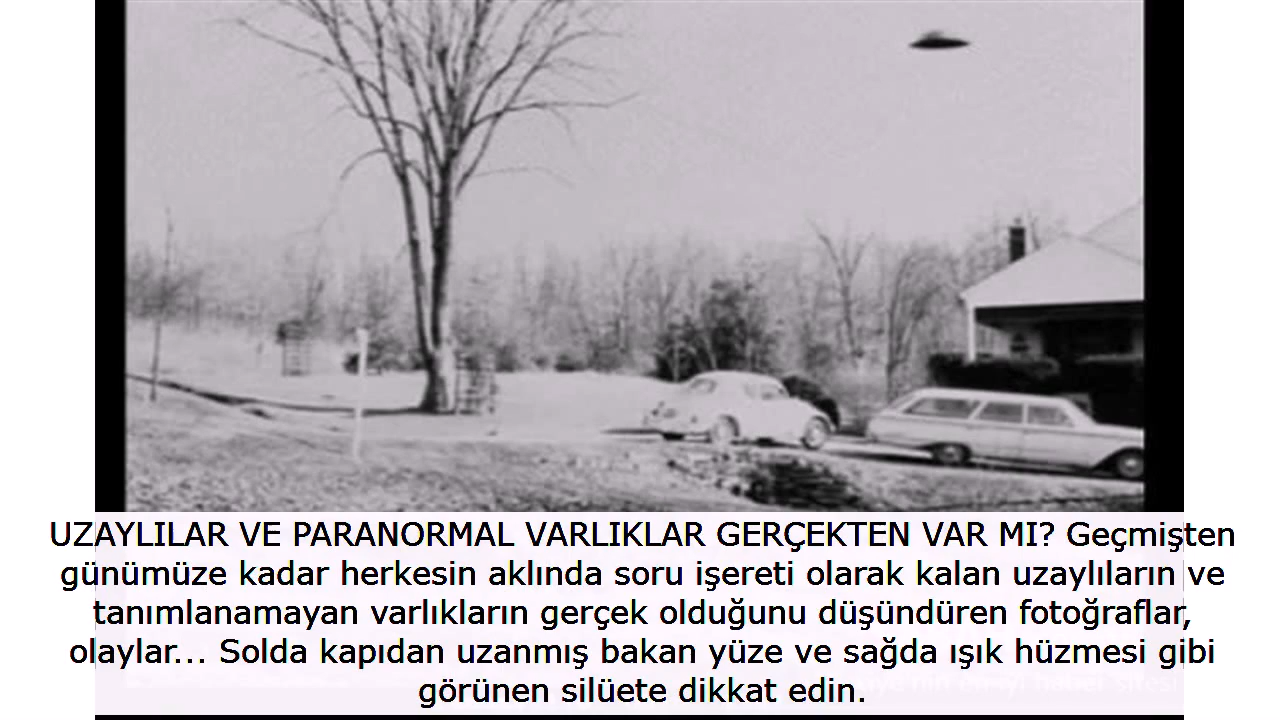 UZAYLILAR VE PARANORMAL VARLIKLAR GERÇEKTEN VAR MI? Geçmişten
günümüze kadar herkesin aklında soru işereti olarak kalan uzaylıların ve
tanımlanamayan varlıkların gerçek olduğunu düşündüren fotoğraflar,
olaylar... Solda kapıdan uzanmış bakan yüze ve sağda ışık hüzmesi gibi
görünen silüete dikkat edin.